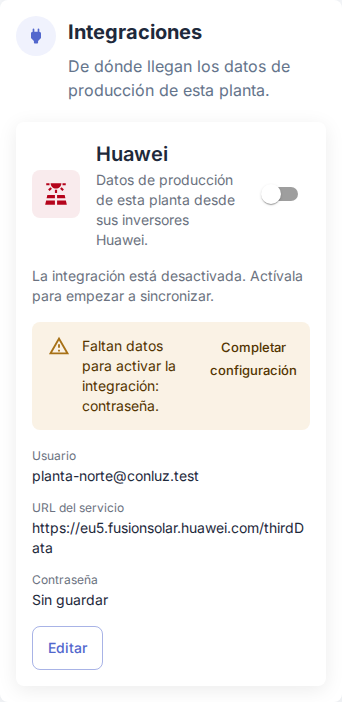 Integraciones
De dónde llegan los datos de
producción de esta planta.
Huawei
Datos de producción
de esta planta desde
sus inversores
Huawei.
La integración está desactivada. Actívala
para empezar a sincronizar.
Faltan datos
para activar la
integración:
contraseña.
Completar
configuración
Usuario
planta-norte@conluz.test
URL del servicio
https://eu5.fusionsolar.huawei.com/thirdD
ata
Contraseña
Sin guardar
Editar